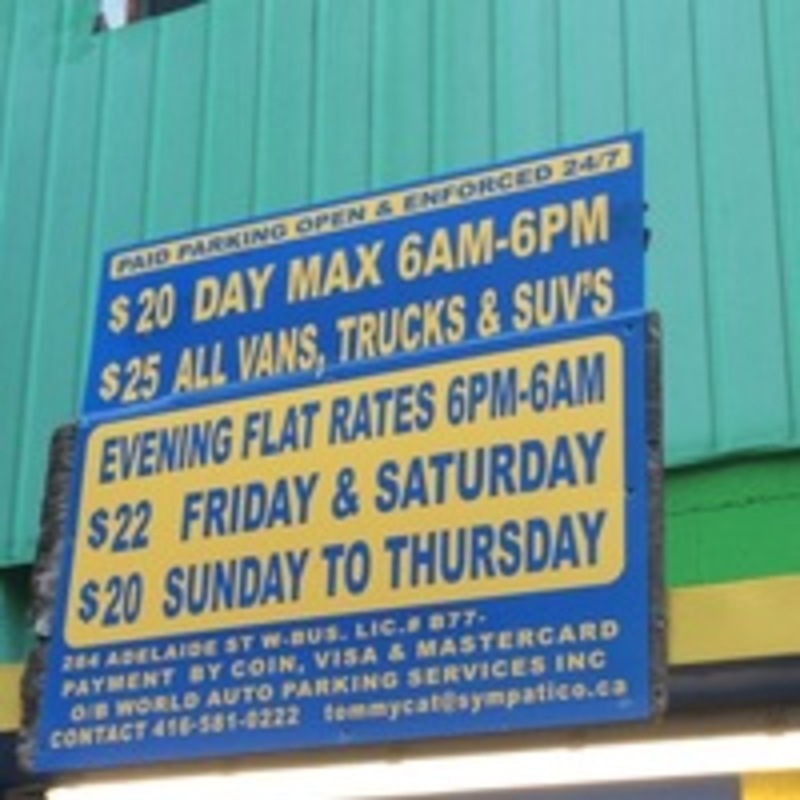 PAID PARKING OPEN & ENFORCED 24/7
$20 DAY MAX 6AM-6PM
$25 ALL VANS, TRUCKS & SUV'S
EVENING FLAT RATES 6PM-6AM
$22 FRIDAY & SATURDAY
$20 SUNDAY TO THURSDAY
284 ADELAIDE ST W-BUS. LIC.# B77-
PAYMENT BY COIN, VISA & MASTERCARD
O/B WORLD AUTO PARKING SERVICES INC
CONTACT 416-581-0222 tommycat@sympatico.ca